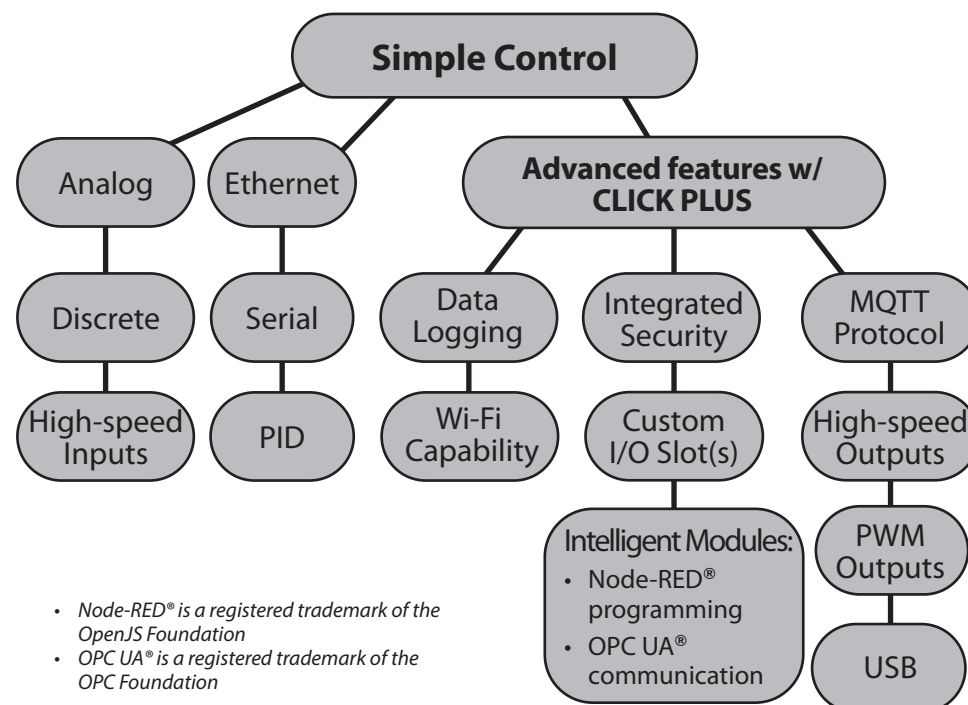 Simple Control
Analog
Ethernet
Advanced features w/
CLICK PLUS
Discrete
Serial
Data
Logging
Integrated
Security
MQTT
Protocol
High-speed
Inputs
PID
Wi-Fi
Capability
Custom
I/O Slot(s)
High-speed
Outputs
Intelligent Modules:
• Node-RED®
programming
• OPC UA®
communication
PWM
Outputs
USB
• Node-RED® is a registered trademark of the
OpenJS Foundation
• OPC UA® is a registered trademark of the
OPC Foundation